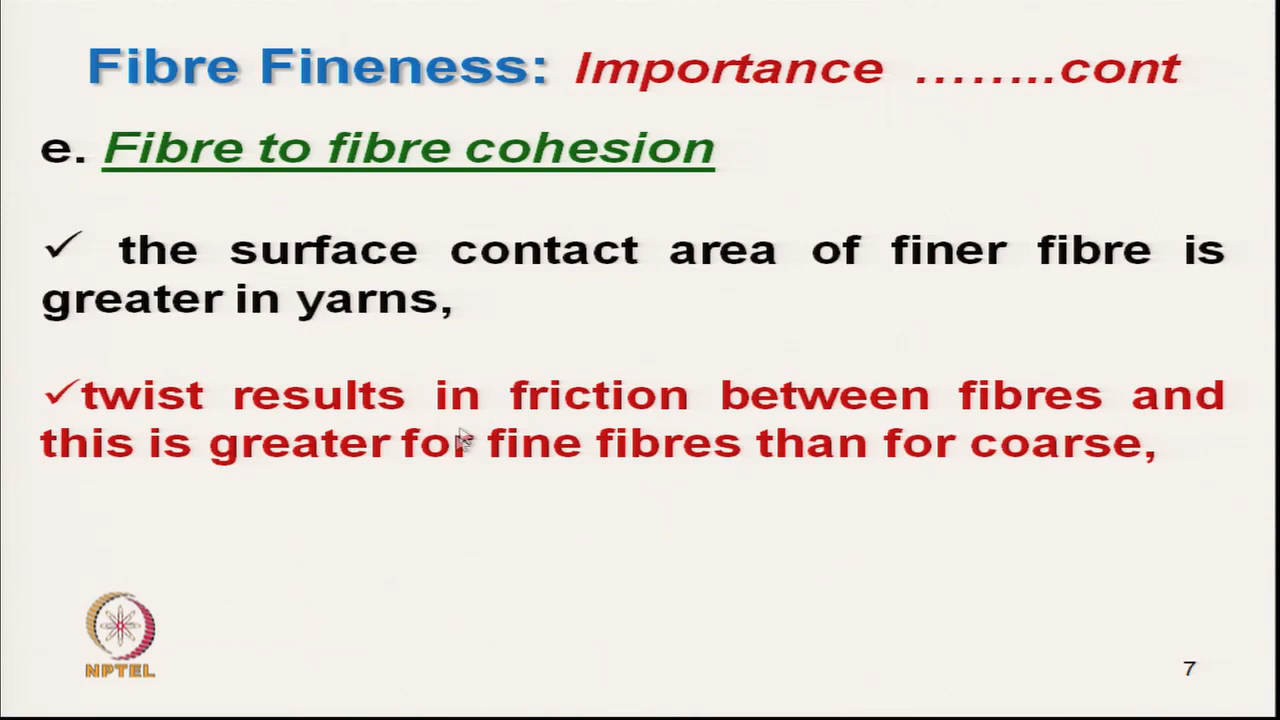 Fibre Fineness: Importance ……..cont
e. Fibre to fibre cohesion
✓ the surface contact area of finer fibre is
greater in yarns,
✓twist results in friction between fibres and
this is greater for fine fibres than for coarse,
NPTEL
7